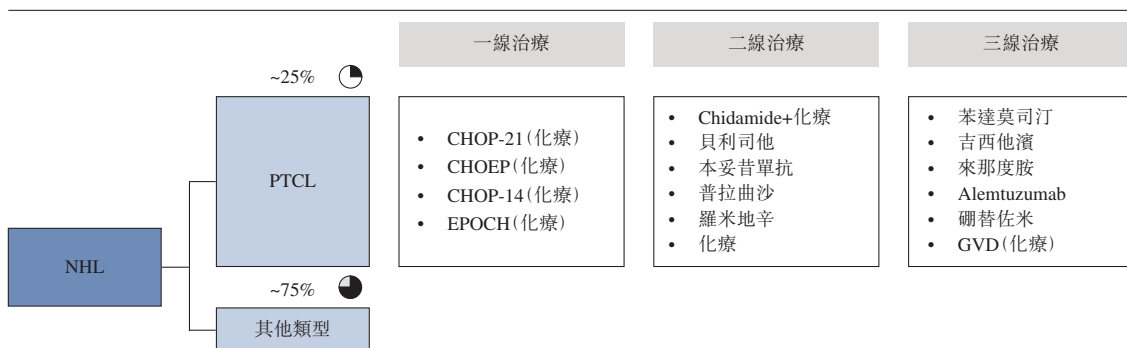 一線治療
二線治療
三線治療
~25%
NHL
PTCL
~75%
其他類型
• CHOP-21(化療)
• CHOEP(化療)
• CHOP-14(化療)
• EPOCH(化療)
• Chidamide+化療
• 貝利司他
• 本妥昔單抗
• 普拉曲沙
• 羅米地辛
• 化療
• 苯達莫司汀
• 吉西他濱
• 來那度胺
• Alemtuzumab
• 硼替佐米
• GVD(化療)